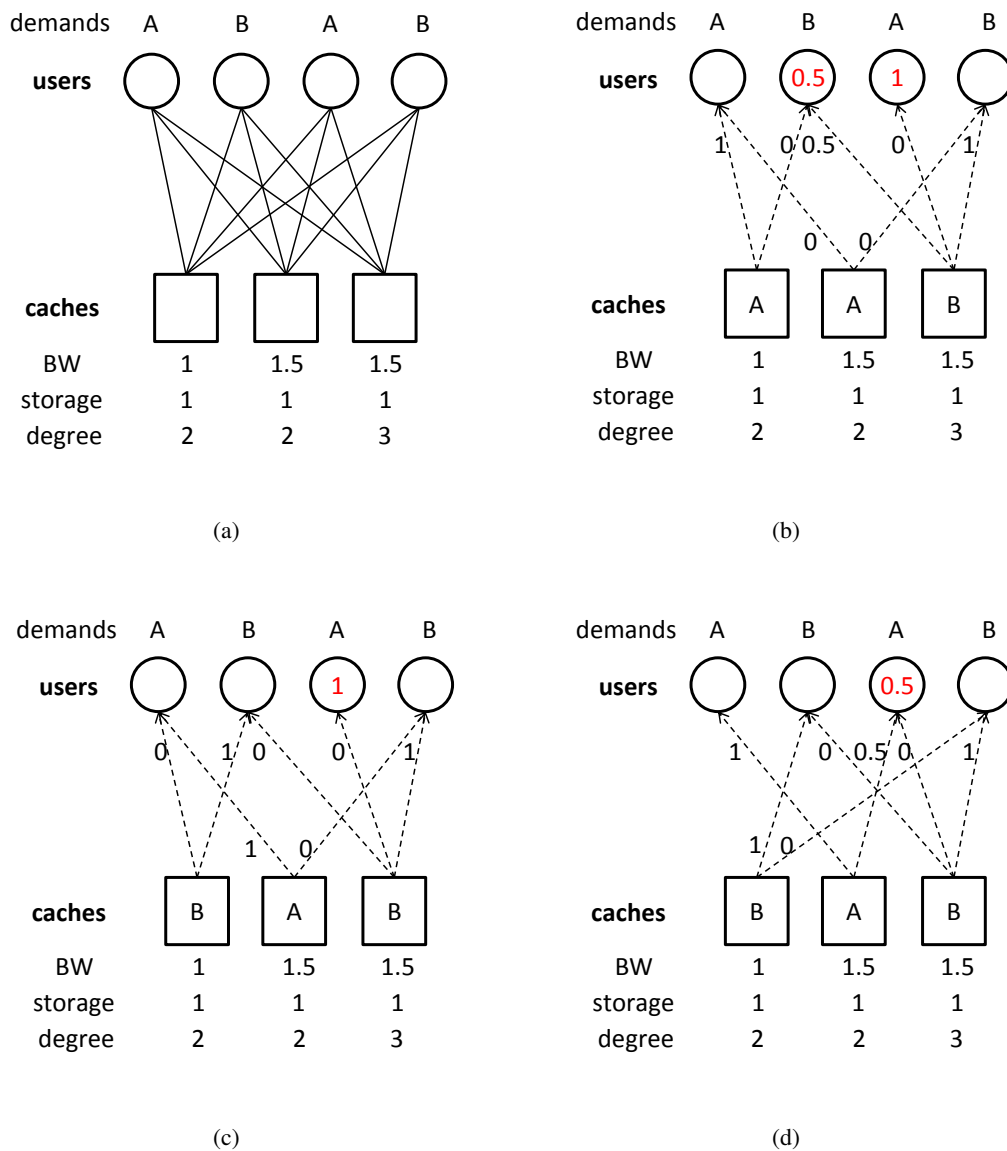 demands A B A B
users
caches
BW 1 1.5 1.5
storage 1 1 1
degree 2 2 3
(a)
demands A B A B
users 0.5 1
1 0 0.5 0 1
0 0
caches A A B
BW 1 1.5 1.5
storage 1 1 1
degree 2 2 3
(b)
demands A B A B
users 1
0 1 0 0 1
1 0
caches B A B
BW 1 1.5 1.5
storage 1 1 1
degree 2 2 3
(c)
demands A B A B
users 0.5
1 0 0.5 0 1
1 0
caches B A B
BW 1 1.5 1.5
storage 1 1 1
degree 2 2 3
(d)